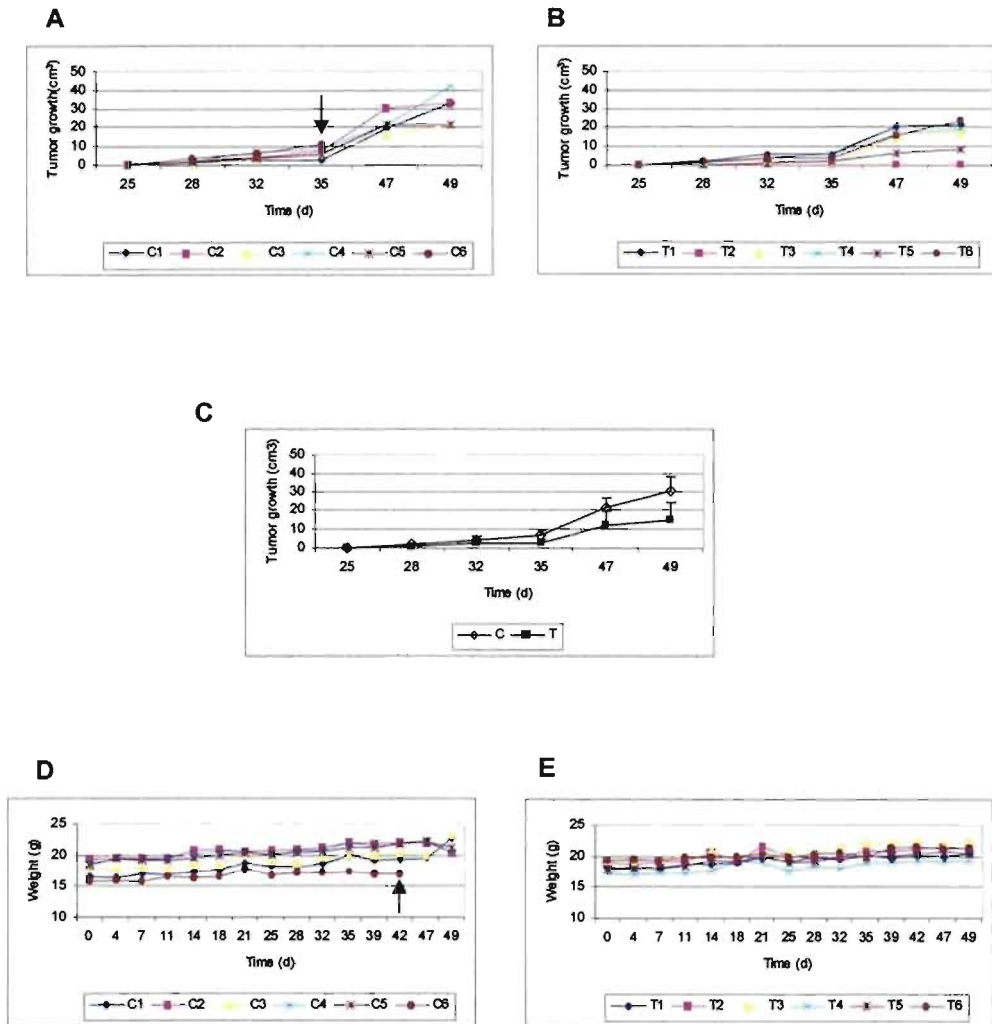 A
Tumor growth(cm³)
50
40
30
20
10
0
25 28 32 35 47 49
Time (d)
C1 C2 C3 C4 C5 C6
B
Tumor growth (cm³)
50
40
30
20
10
0
25 28 32 35 47 49
Time (d)
T1 T2 T3 T4 T5 T6
C
Tumor growth (cm3)
50
40
30
20
10
0
25 28 32 35 47 49
Time (d)
C T
D
Weight (g)
25
20
15
10
0 4 7 11 14 18 21 25 28 32 35 39 42 47 49
Time (d)
C1 C2 C3 C4 C5 C6
E
Weight (g)
25
20
15
10
0 4 7 11 14 18 21 25 28 32 35 39 42 47 49
Time (d)
T1 T2 T3 T4 T5 T6